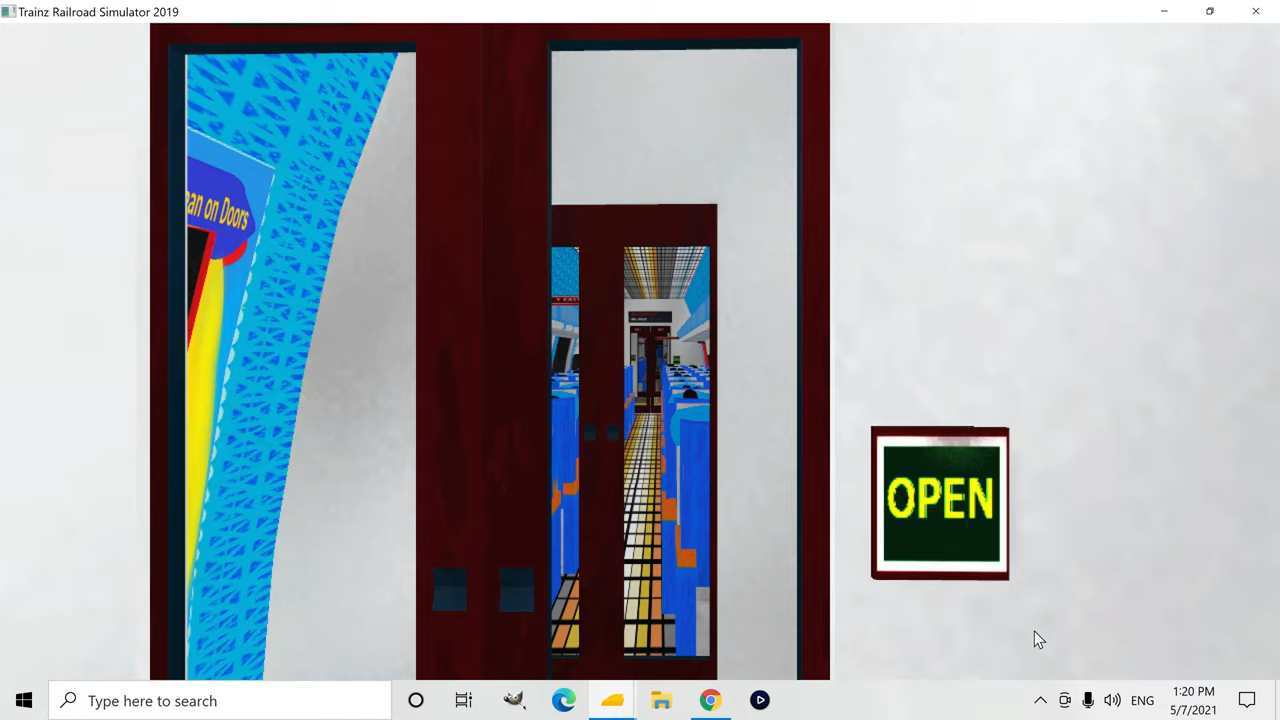 Trainz Railroad Simulator 2019
an on Doors
OPEN
Type here to search
ENG
1:20 PM
5/7/2021